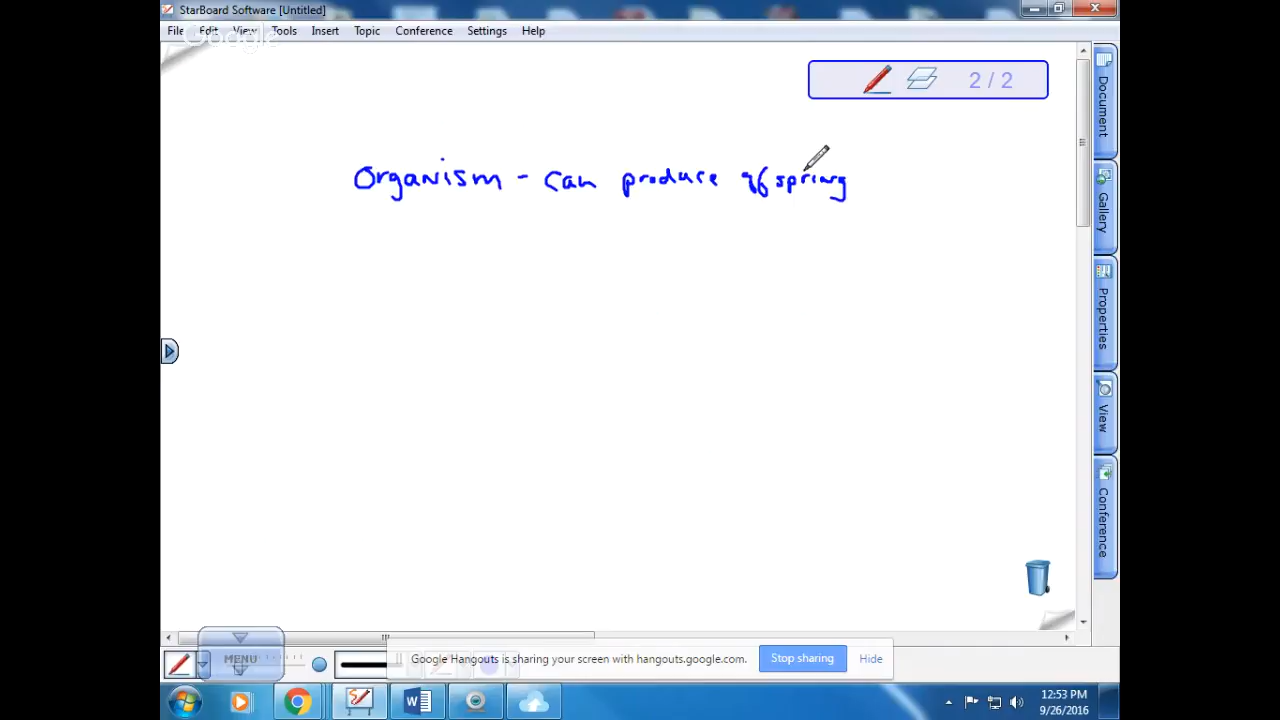 StarBoard Software [Untitled]
File Edit View Tools Insert Topic Conference Settings Help
Google
2 / 2
Organism - can produce offspring
Document
Gallery
Properties
View
Conference
MENU
Google Hangouts is sharing your screen with hangouts.google.com. Stop sharing Hide
12:53 PM
9/26/2016